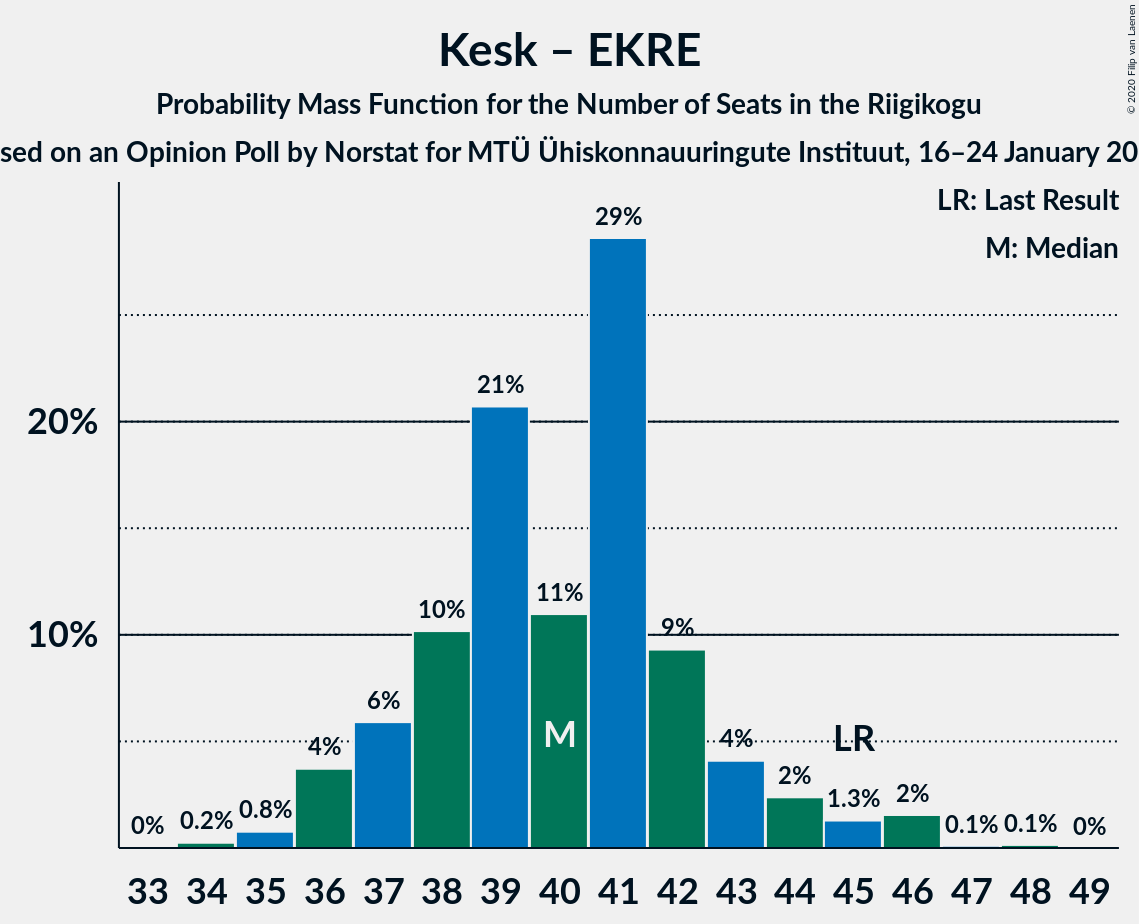 Kesk – EKRE
Probability Mass Function for the Number of Seats in the Riigikogu
sed on an Opinion Poll by Norstat for MTÜ Ühiskonnauuringute Instituut, 16–24 January 20
© 2020 Filip van Laenen
LR: Last Result
M: Median
29%
21%
20%
11%
10%
9%
10%
6%
4%
M
4%
LR
2%
0%
0.2%
0.8%
1.3%
2%
0.1%
0.1%
0%
33 34 35 36 37 38 39 40 41 42 43 44 45 46 47 48 49